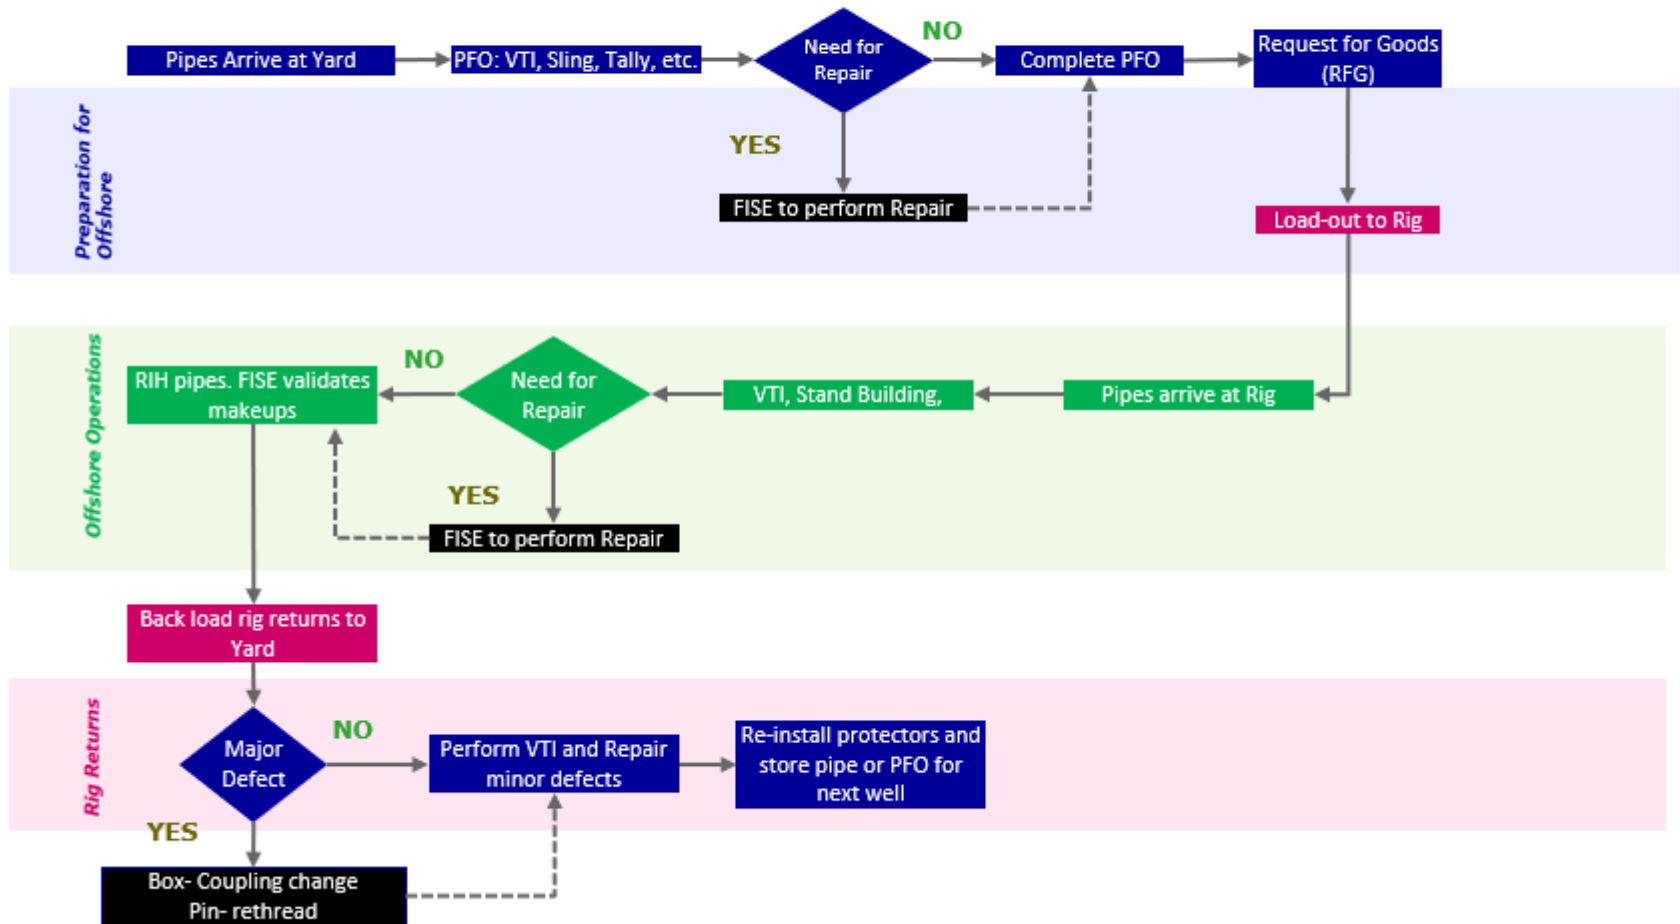 Pipes Arrive at Yard
PFO: VTI, Sling, Tally, etc.
Need for
Repair
NO
Complete PFO
Request for Goods
(RFG)
Preparation for
Offshore
YES
FISE to perform Repair
Load-out to Rig
Offshore Operations
RIH pipes. FISE validates
makeups
NO
Need for
Repair
VTI, Stand Building,
Pipes arrive at Rig
YES
FISE to perform Repair
Back load rig returns to
Yard
Rig Returns
Major
Defect
NO
Perform VTI and Repair
minor defects
Re-install protectors and
store pipe or PFO for
next well
YES
Box- Coupling change
Pin- rethread